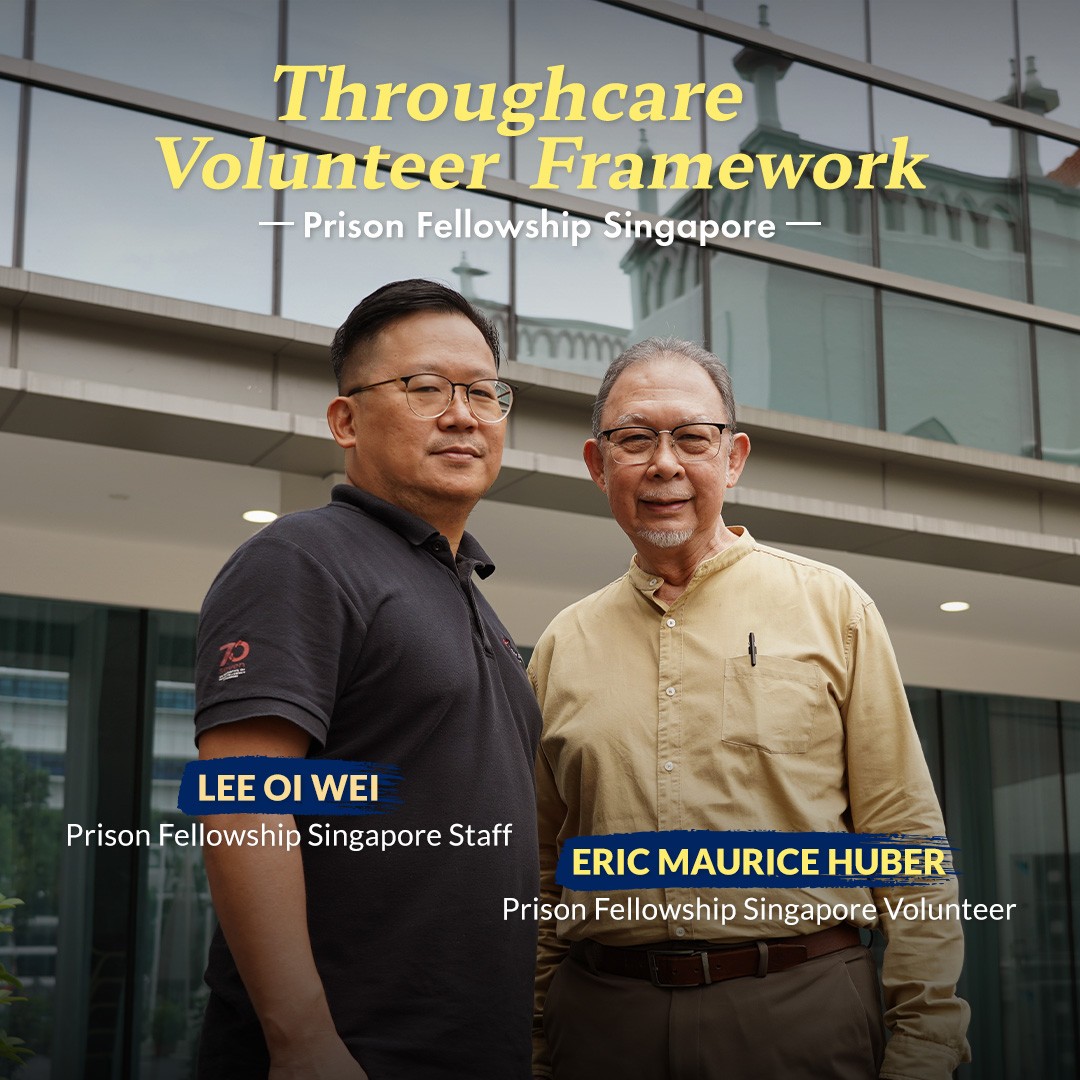 Throughcare
Volunteer Framework
— Prison Fellowship Singapore —
70
LEE OI WEI
Prison Fellowship Singapore Staff
ERIC MAURICE HUBER
Prison Fellowship Singapore Volunteer